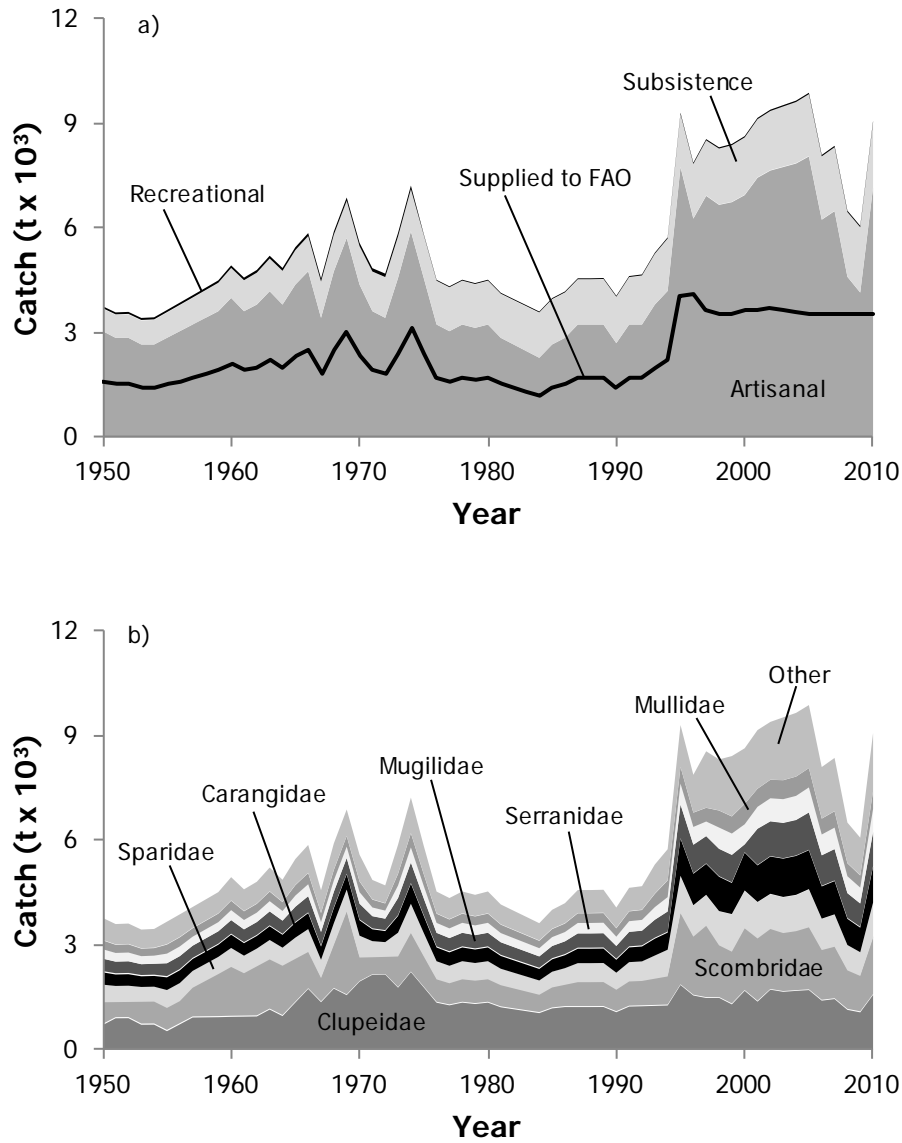 a)
12
9
6
3
0
Catch (t x 10³)
Recreational
Supplied to FAO
Subsistence
Artisanal
1950 1960 1970 1980 1990 2000 2010
Year
b)
12
9
6
3
0
Catch (t x 10³)
Other
Mullidae
Mugilidae
Carangidae
Serranidae
Sparidae
Scombridae
Clupeidae
1950 1960 1970 1980 1990 2000 2010
Year